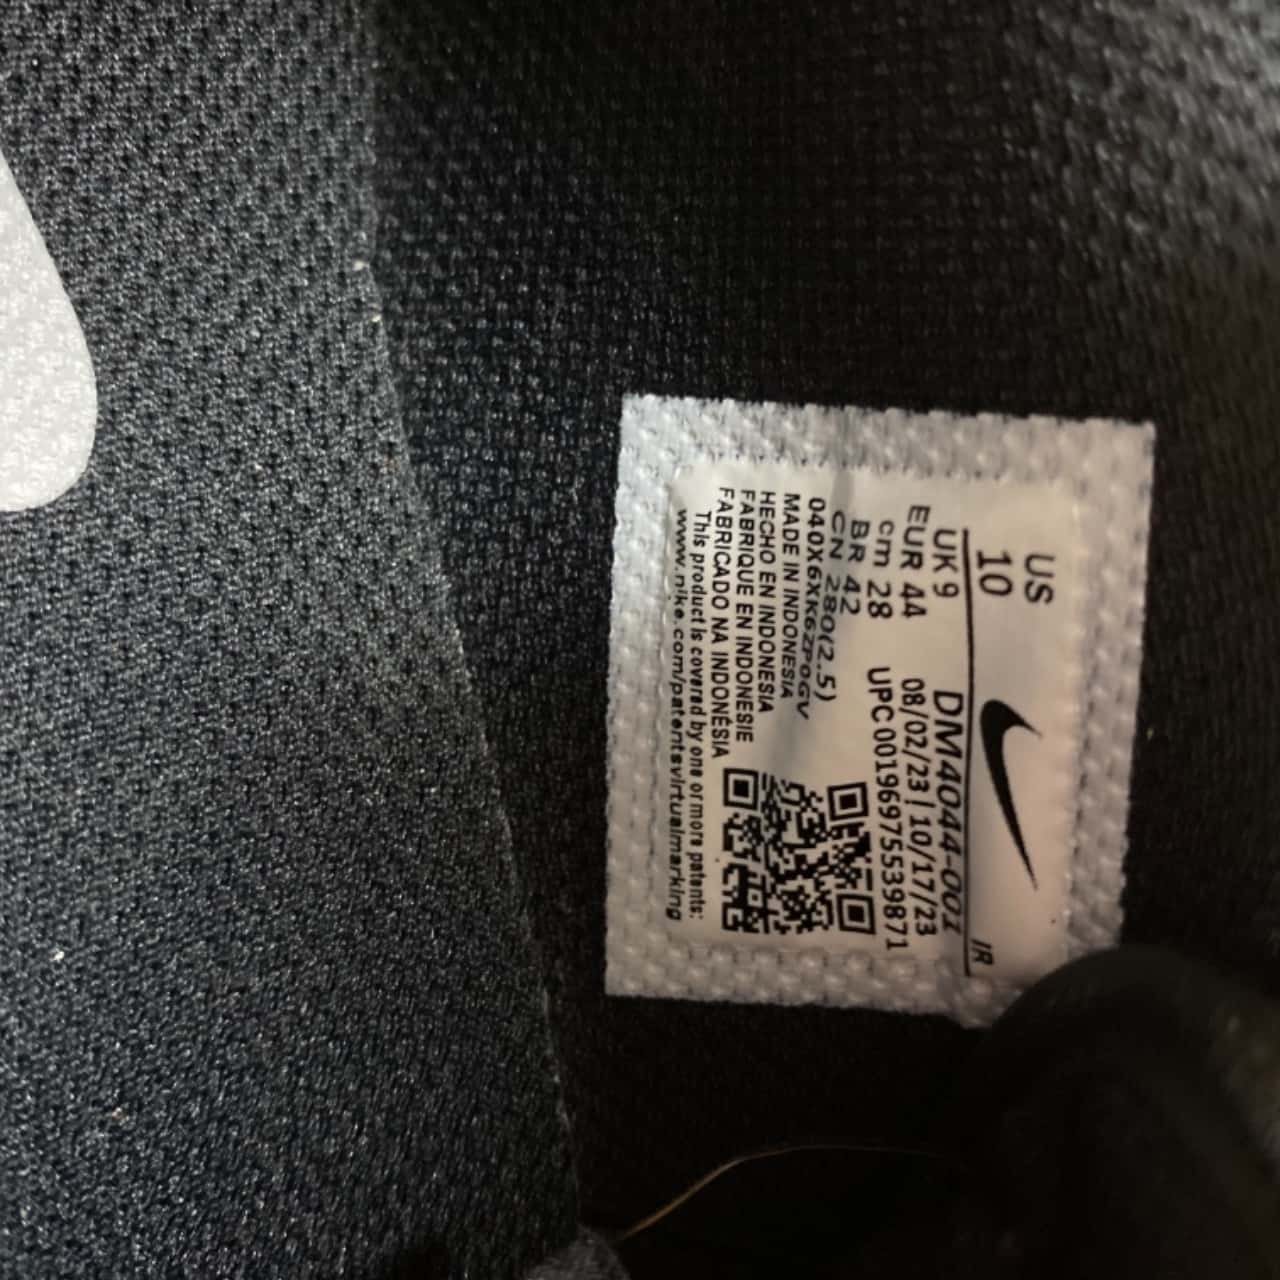 US
10
IR
UK 9
EUR 44
cm 28
BR 42
CN 280(2.5)
DM4044-001
08/02/23 | 10/17/23
UPC 00196975539871
040X6XK6ZP0GV
MADE IN INDONESIA
HECHO EN INDONESIA
FABRIQUE EN INDONESIE
FABRICADO NA INDONÉSIA
This product is covered by one or more patents:
www.nike.com/patentsvirtualmarking